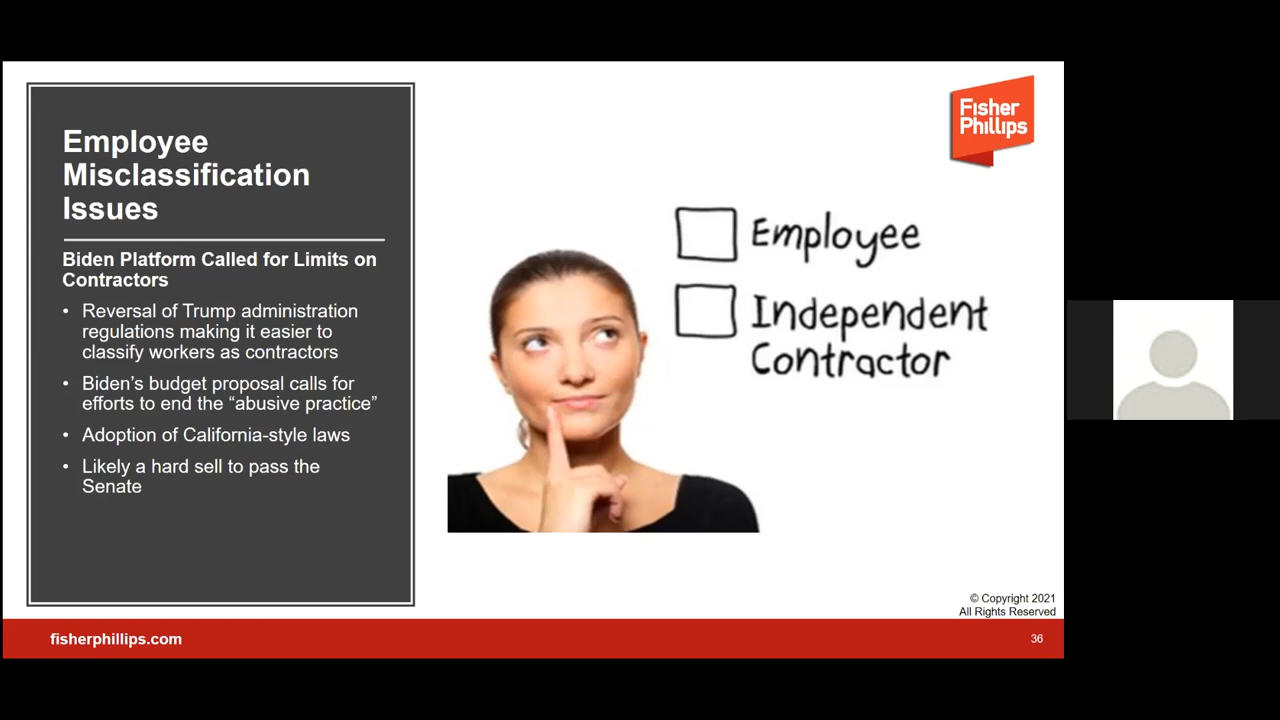 Employee
Misclassification
Issues
Biden Platform Called for Limits on
Contractors
• Reversal of Trump administration
regulations making it easier to
classify workers as contractors
• Biden’s budget proposal calls for
efforts to end the “abusive practice”
• Adoption of California-style laws
• Likely a hard sell to pass the
Senate
Fisher
Phillips
Employee
Independent
Contractor
© Copyright 2021
All Rights Reserved
fisherphillips.com
36